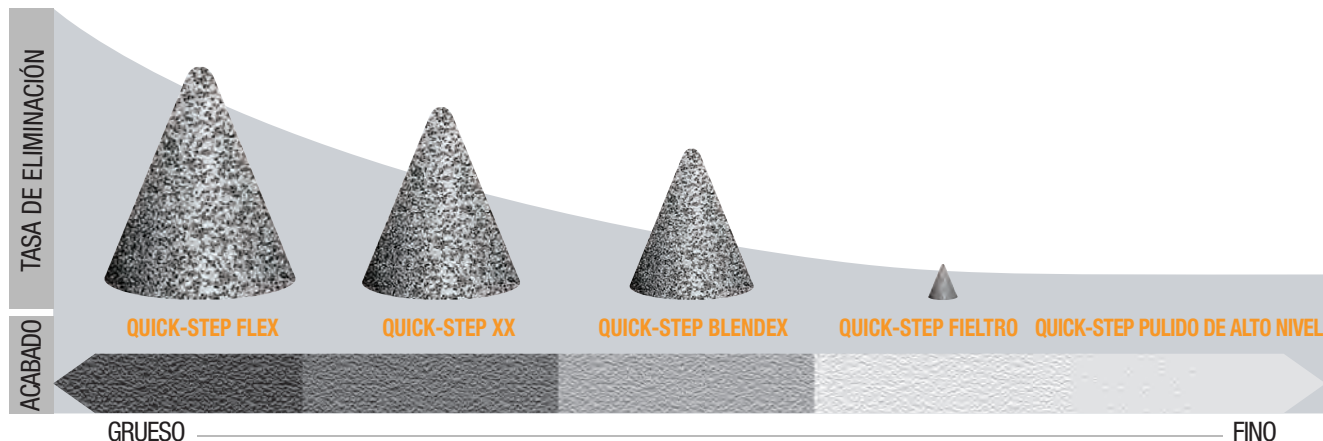 TASA DE ELIMINACIÓN
QUICK-STEP FLEX
QUICK-STEP XX
QUICK-STEP BLENDEX
QUICK-STEP FIELTRO
QUICK-STEP PULIDO DE ALTO NIVEL
ACABADO
GRUESO
FINO